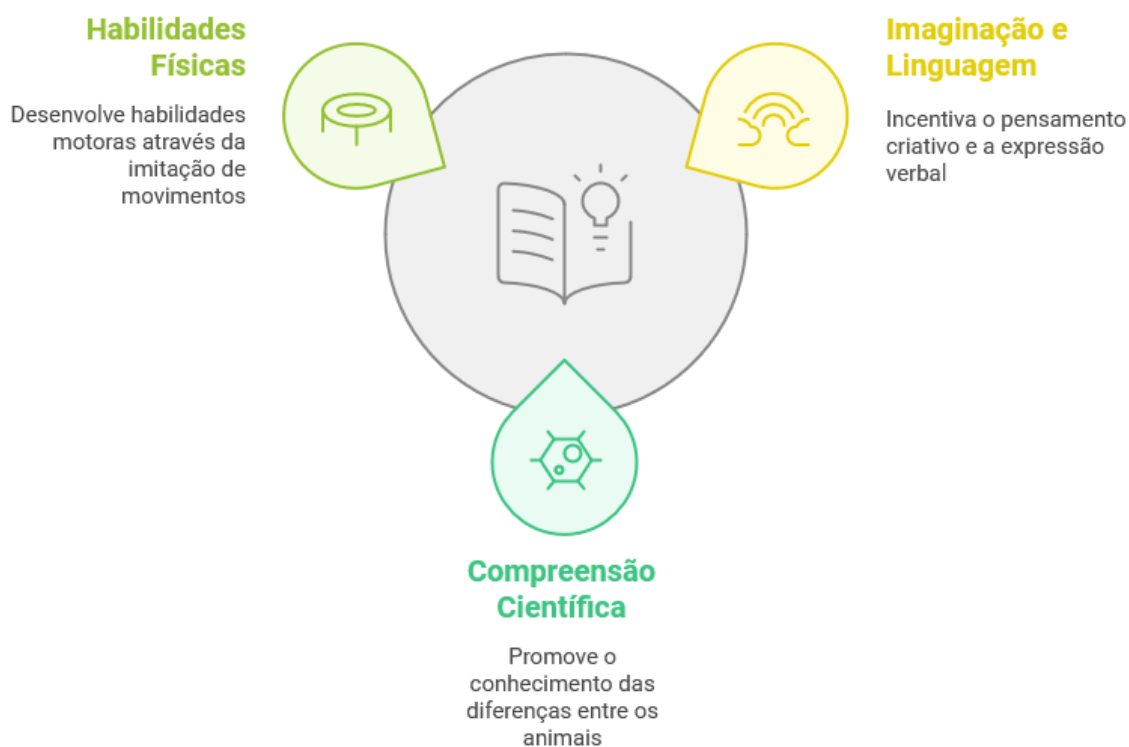 Habilidades
Físicas
Desenvolve habilidades
motoras através da
imitação de
movimentos
Imaginação e
Linguagem
Incentiva o pensamento
criativo e a expressão
verbal
Compreensão
Científica
Promove o
conhecimento das
diferenças entre os
animais